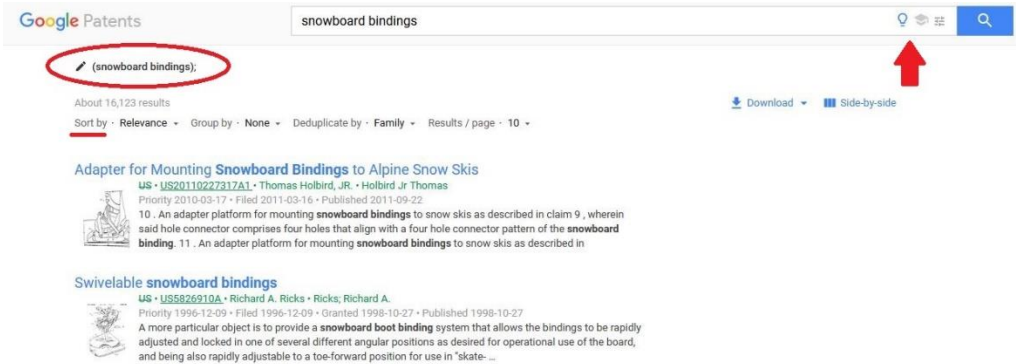 Google Patents
snowboard bindings
(snowboard bindings);
About 16,123 results
Download
Side-by-side
Sort by · Relevance Group by · None Deduplicate by · Family Results / page · 10
Adapter for Mounting Snowboard Bindings to Alpine Snow Skis
US • US20110227317A1 • Thomas Holbird, JR. • Holbird Jr Thomas
Priority 2010-03-17 • Filed 2011-03-16 • Published 2011-09-22
10 . An adapter platform for mounting snowboard bindings to snow skis as described in claim 9 , wherein
said hole connector comprises four holes that align with a four hole connector pattern of the snowboard
binding. 11 . An adapter platform for mounting snowboard bindings to snow skis as described in
Swivelable snowboard bindings
US • US5826910A • Richard A. Ricks • Ricks; Richard A.
Priority 1996-12-09 • Filed 1996-12-09 • Granted 1998-10-27 • Published 1998-10-27
A more particular object is to provide a snowboard boot binding system that allows the bindings to be rapidly
adjusted and locked in one of several different angular positions as desired for operational use of the board,
and being also rapidly adjustable to a toe-forward position for use in "skate- ...